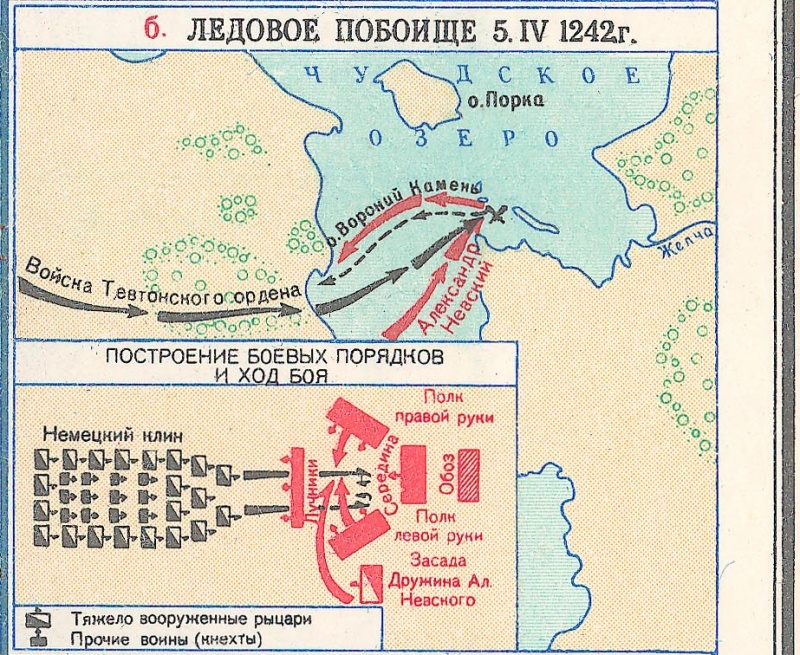 б. ЛЕДОВОЕ ПОБОИЩЕ 5.IV 1242г.
ЧУДСКОЕ
о.Порка
ОЗЕРО
о.Вороний Камень
Желча
Войска Тевтонского ордена
Александр
Невский
ПОСТРОЕНИЕ БОЕВЫХ ПОРЯДКОВ
И ХОД БОЯ
Полк
правой руки
Немецкий клин
Лучники
Середина
Обоз
Полк
левой руки
Засада
Дружина Ал.
Невского
Тяжело вооруженные рыцари
Прочие воины (кнехты)